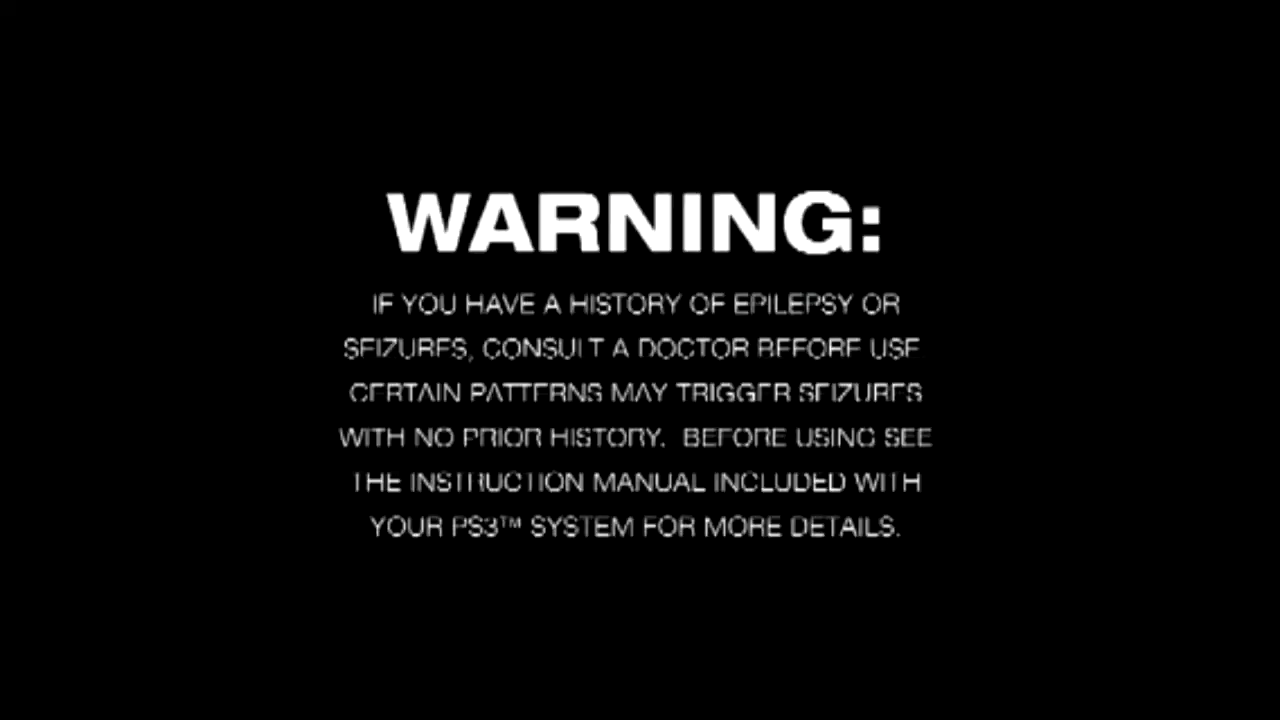 WARNING:
IF YOU HAVE A HISTORY OF EPILEPSY OR
SEIZURES, CONSULT A DOCTOR BEFORE USE.
CERTAIN PATTERNS MAY TRIGGER SEIZURES
WITH NO PRIOR HISTORY. BEFORE USING SEE
THE INSTRUCTION MANUAL INCLUDED WITH
YOUR PS3™ SYSTEM FOR MORE DETAILS.